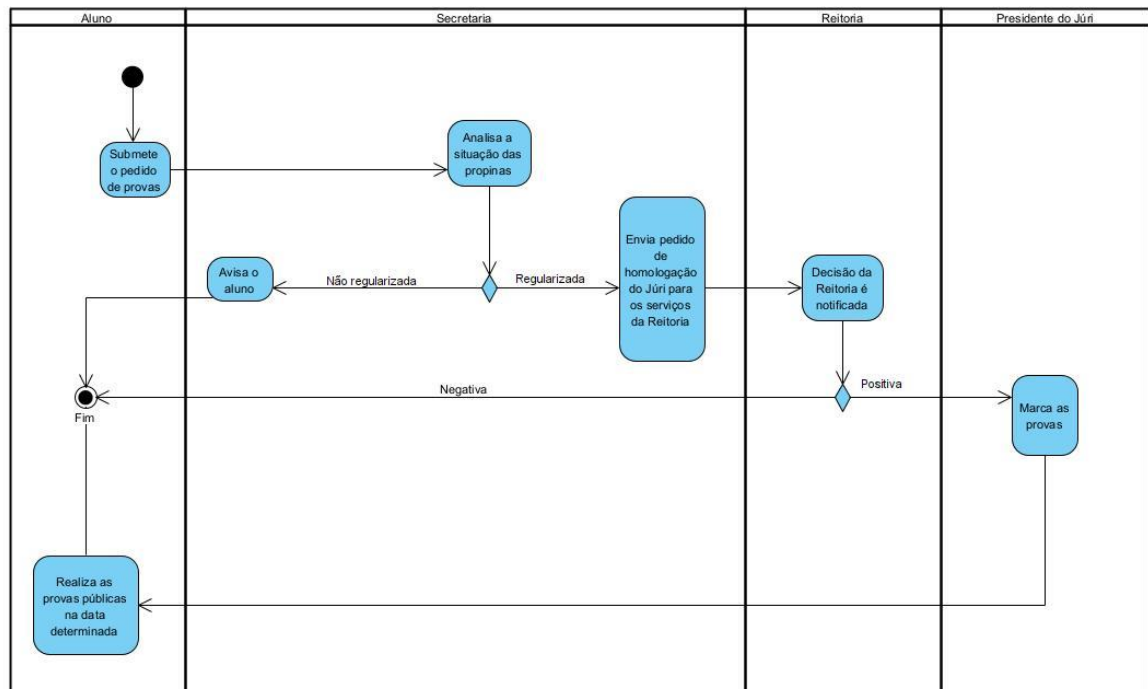 Aluno
Secretaria
Reitoria
Presidente do Júri
Submete
o pedido
de provas
Analisa a
situação das
propinas
Avisa o
aluno
Não regularizada
Regularizada
Envia pedido
de
homologação
do Júri para
os serviços
da Reitoria
Decisão da
Reitoria é
notificada
Fim
Negativa
Positiva
Marca as
provas
Realiza as
provas públicas
na data
determinada